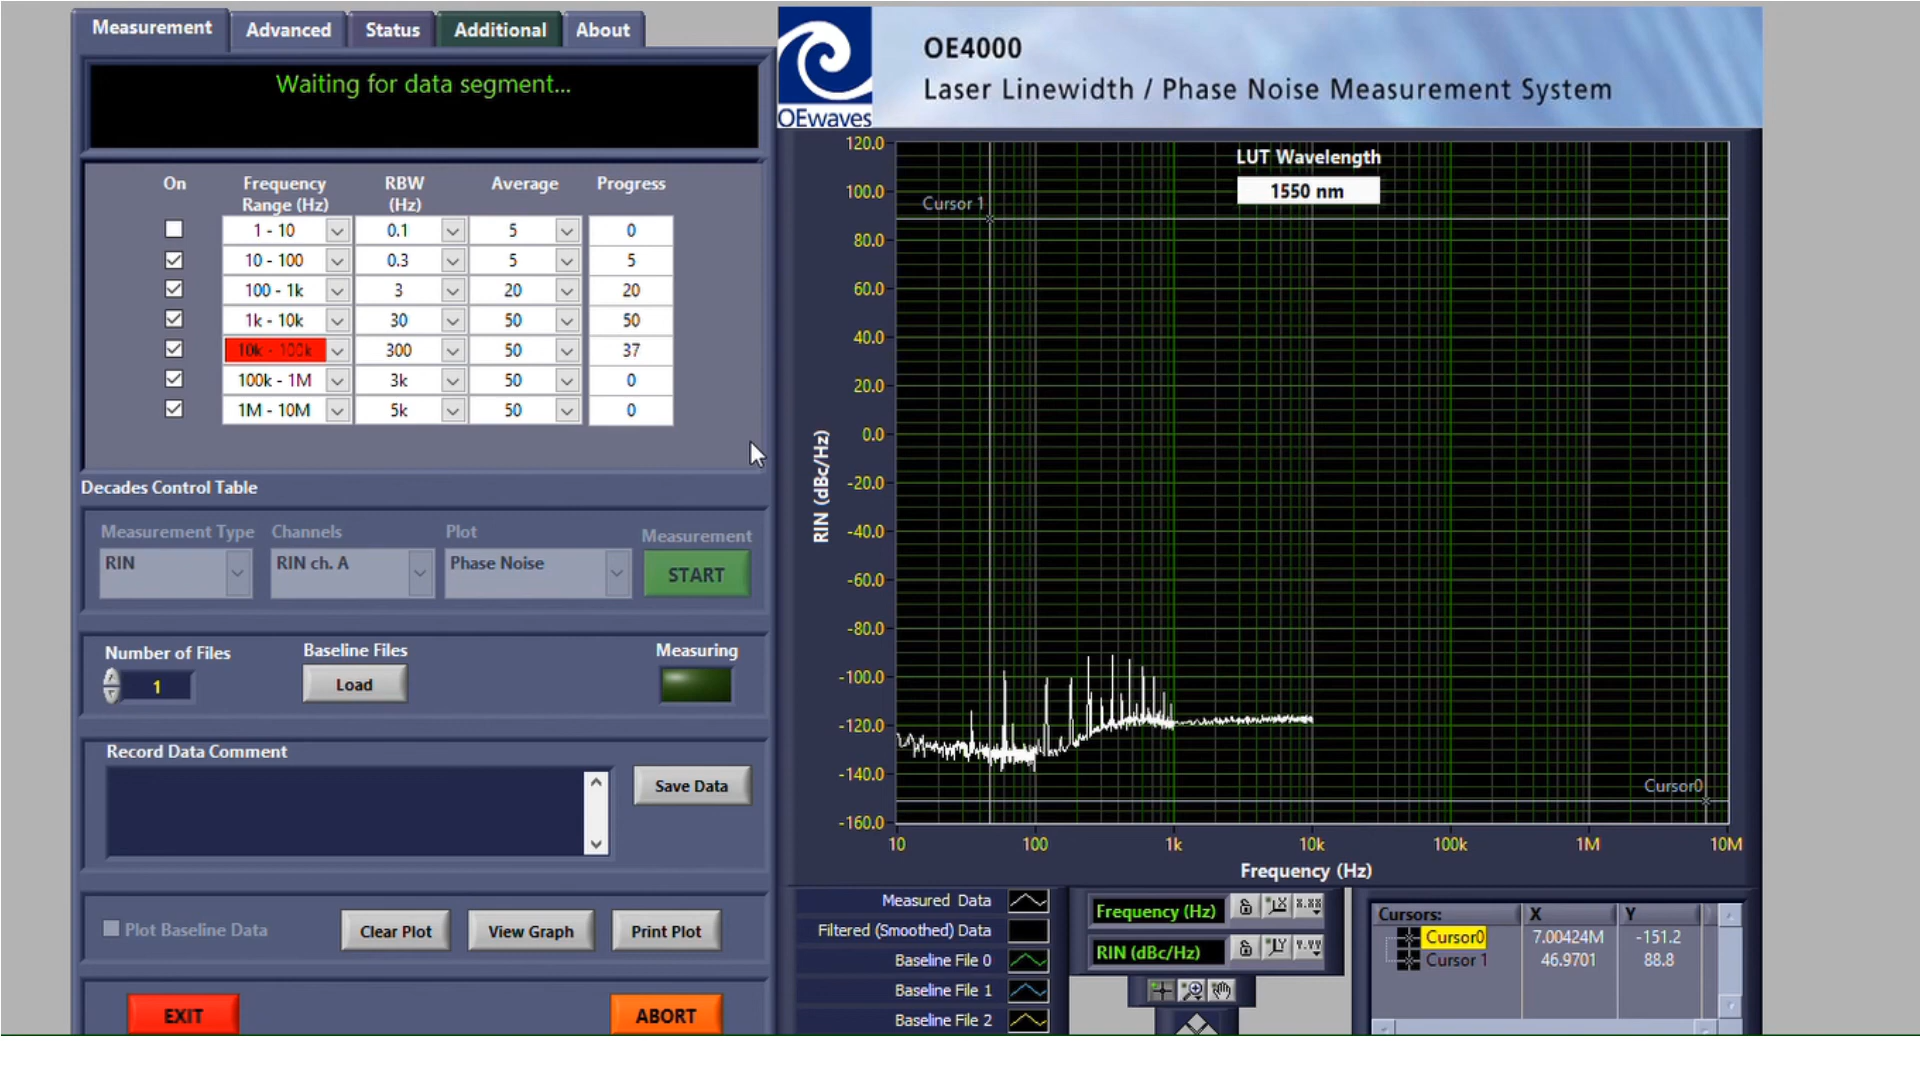 Measurement Advanced Status Additional About
Waiting for data segment...
On Frequency Range (Hz) RBW (Hz) Average Progress
1 - 10 0.1 5 0
10 - 100 0.3 5 5
100 - 1k 3 20 20
1k - 10k 30 50 50
10k - 100k 300 50 37
100k - 1M 3k 50 0
1M - 10M 5k 50 0
Decades Control Table
Measurement Type Channels Plot Measurement
RIN RIN ch. A Phase Noise START
Number of Files Baseline Files Measuring
1 Load
Record Data Comment
Save Data
Plot Baseline Data Clear Plot View Graph Print Plot
EXIT ABORT
OEwaves
OE4000
Laser Linewidth / Phase Noise Measurement System
LUT Wavelength
1550 nm
Cursor 1
Cursor0
RIN (dBc/Hz)
120.0
100.0
80.0
60.0
40.0
20.0
0.0
-20.0
-40.0
-60.0
-80.0
-100.0
-120.0
-140.0
-160.0
10 100 1k 10k 100k 1M 10M
Frequency (Hz)
Measured Data
Filtered (Smoothed) Data
Baseline File 0
Baseline File 1
Baseline File 2
Frequency (Hz)
RIN (dBc/Hz)
Cursors: X Y
Cursor0 7.00424M -151.2
Cursor 1 46.9701 88.8